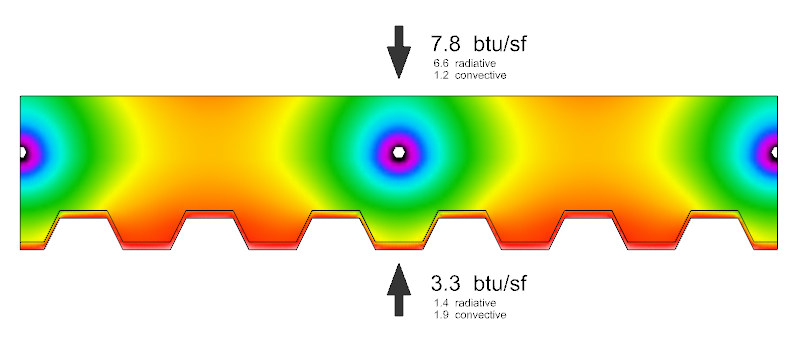 7.8 btu/sf
6.6 radiative
1.2 convective
3.3 btu/sf
1.4 radiative
1.9 convective